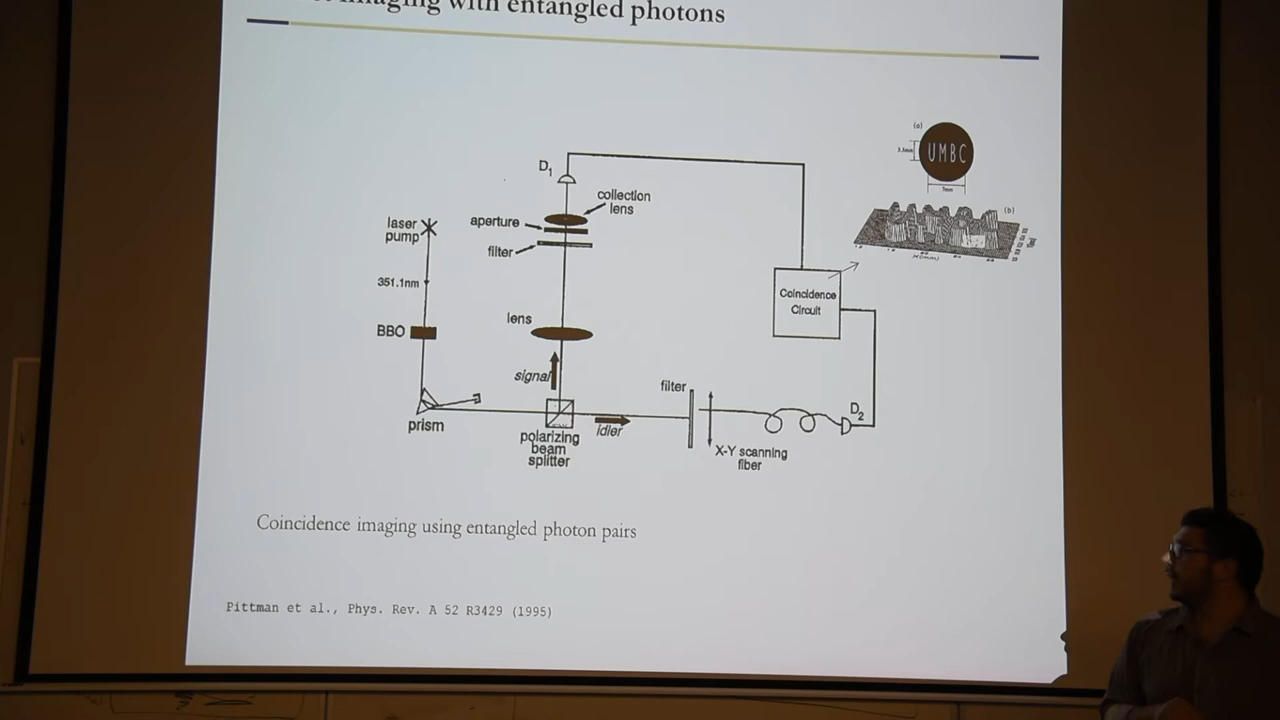 imaging with entangled photons
(a)
UMBC
(b)
D1
collection
lens
aperture
filter
laser
pump
351.1nm
BBO
lens
Coincidence
Circuit
signal
prism
polarizing
beam
splitter
idler
filter
X-Y scanning
fiber
D2
Coincidence imaging using entangled photon pairs
Pittman et al., Phys. Rev. A 52 R3429 (1995)